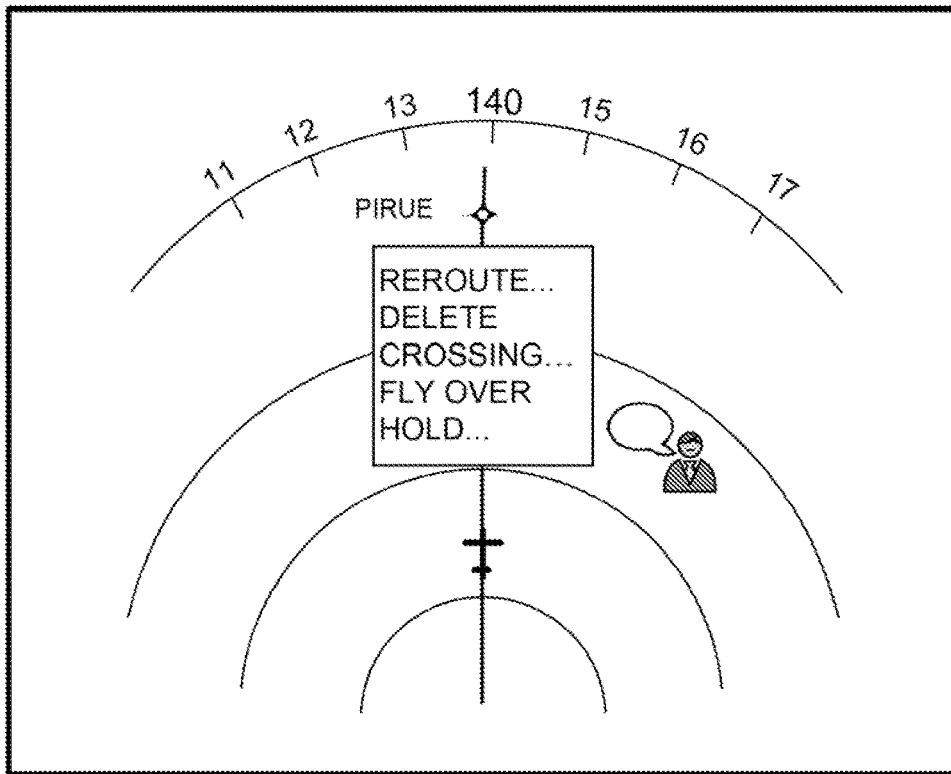 11 12 13 140 15 16 17
PIRUE
REROUTE...
DELETE
CROSSING...
FLY OVER
HOLD...